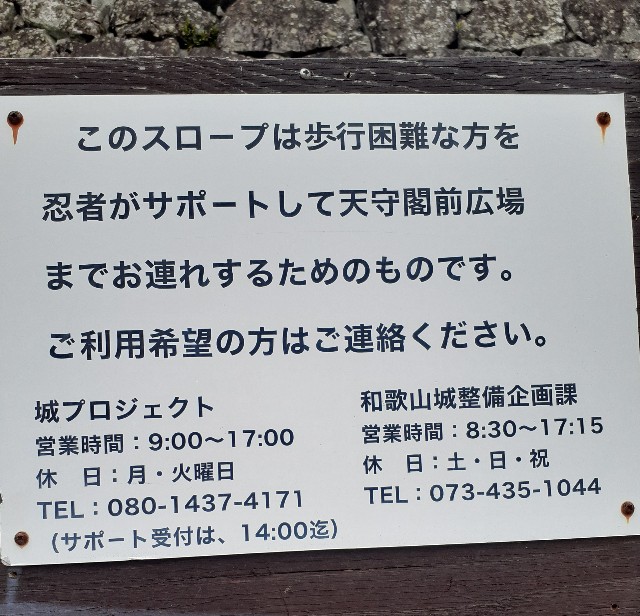 このスロープは歩行困難な方を
忍者がサポートして天守閣前広場
までお連れするためのものです。
ご利用希望の方はご連絡ください。
城プロジェクト
営業時間：9:00〜17:00
休　日：月・火曜日
TEL：080-1437-4171
（サポート受付は、14:00迄）
和歌山城整備企画課
営業時間：8:30〜17:15
休　日：土・日・祝
TEL：073-435-1044